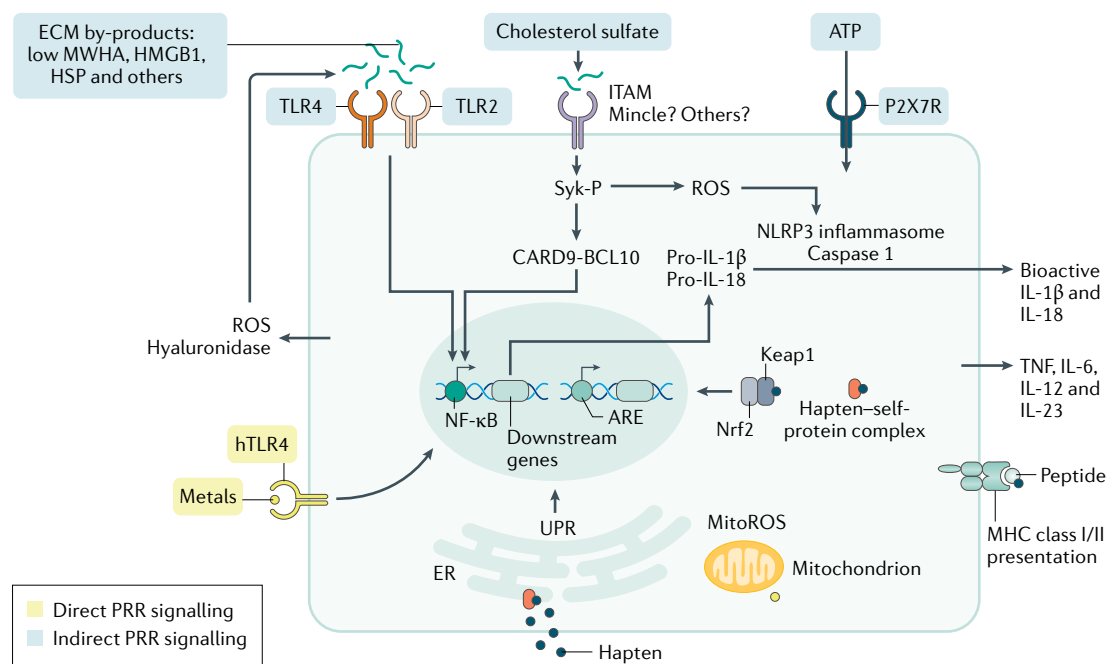 ECM by-products:
low MWHA, HMGB1,
HSP and others
Cholesterol sulfate
ATP
TLR4
TLR2
ITAM
Mincle? Others?
P2X7R
Syk-P
ROS
NLRP3 inflammasome
Caspase 1
CARD9-BCL10
Pro-IL-1β
Pro-IL-18
Bioactive
IL-1β and
IL-18
ROS
Hyaluronidase
TNF, IL-6,
IL-12 and
IL-23
Keap1
Nrf2
Hapten–self-
protein complex
NF-κB
Downstream
genes
ARE
hTLR4
Metals
Peptide
MHC class I/II
presentation
UPR
ER
MitoROS
Mitochondrion
Hapten
Direct PRR signalling
Indirect PRR signalling